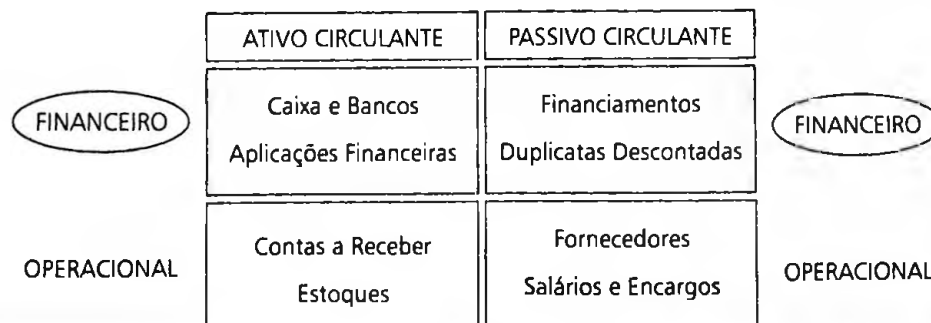 ATIVO CIRCULANTE PASSIVO CIRCULANTE
FINANCEIRO
Caixa e Bancos
Aplicações Financeiras
Financiamentos
Duplicatas Descontadas
FINANCEIRO
OPERACIONAL
Contas a Receber
Estoques
Fornecedores
Salários e Encargos
OPERACIONAL